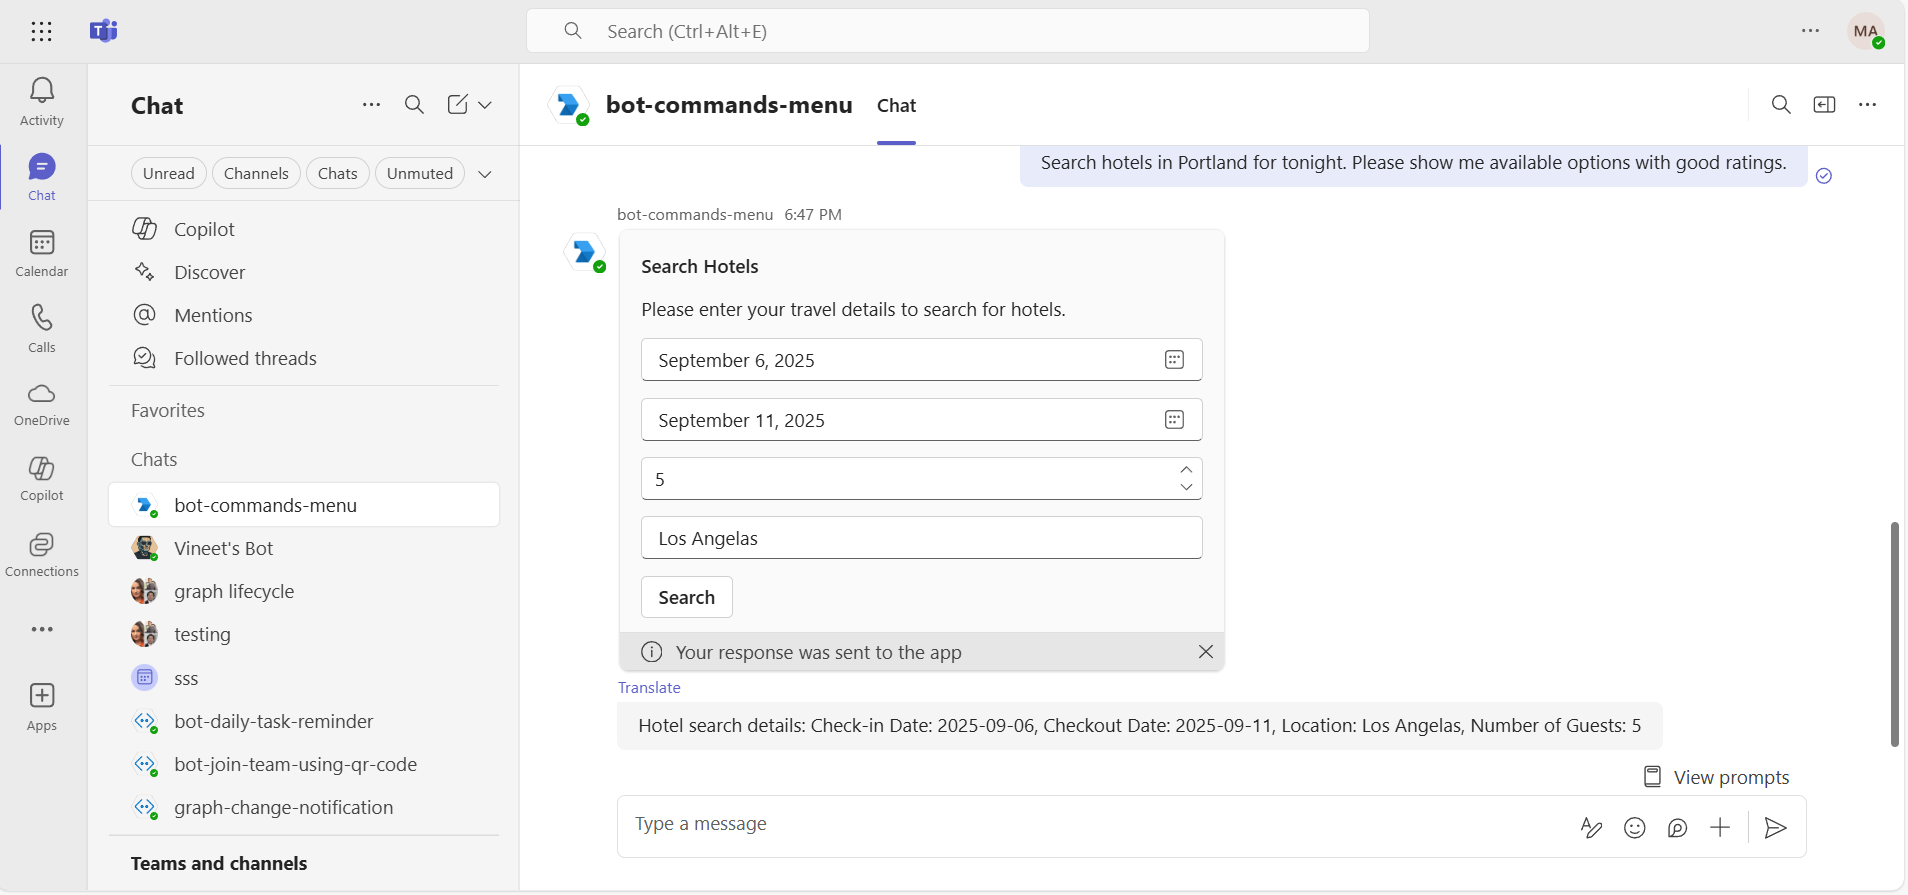 Search (Ctrl+Alt+E)
MA
Activity
Chat
Calendar
Calls
OneDrive
Copilot
Connections
Apps
Chat
Unread
Channels
Chats
Unmuted
Copilot
Discover
Mentions
Followed threads
Favorites
Chats
bot-commands-menu
Vineet's Bot
graph lifecycle
testing
sss
bot-daily-task-reminder
bot-join-team-using-qr-code
graph-change-notification
Teams and channels
bot-commands-menu
Chat
Search hotels in Portland for tonight. Please show me available options with good ratings.
bot-commands-menu 6:47 PM
Search Hotels
Please enter your travel details to search for hotels.
September 6, 2025
September 11, 2025
5
Los Angelas
Search
Your response was sent to the app
Translate
Hotel search details: Check-in Date: 2025-09-06, Checkout Date: 2025-09-11, Location: Los Angelas, Number of Guests: 5
View prompts
Type a message